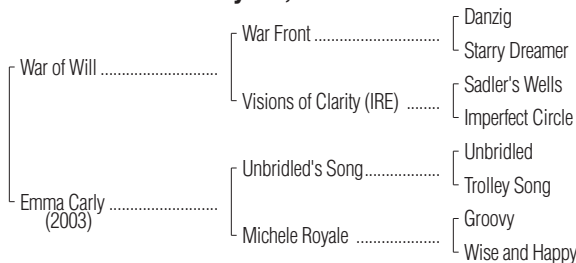 Danzig
War Front ....................................
Starry Dreamer
War of Will .................................
Sadler's Wells
Visions of Clarity (IRE) .........
Imperfect Circle
Unbridled
Unbridled's Song.....................
Trolley Song
Emma Carly ..............................
(2003)
Groovy
Michele Royale .......................
Wise and Happy